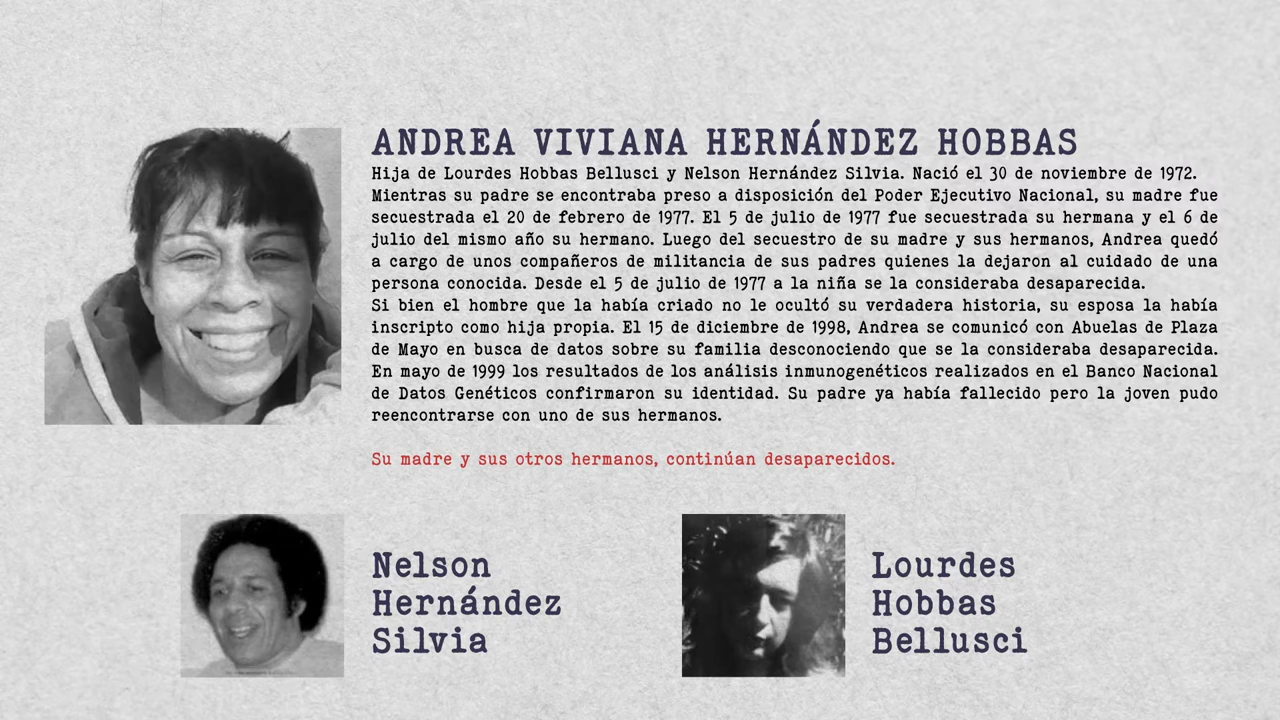 ANDREA VIVIANA HERNÁNDEZ HOBBAS
Hija de Lourdes Hobbas Bellusci y Nelson Hernández Silvia. Nació el 30 de noviembre de 1972.
Mientras su padre se encontraba preso a disposición del Poder Ejecutivo Nacional, su madre fue
secuestrada el 20 de febrero de 1977. El 5 de julio de 1977 fue secuestrada su hermana y el 6 de
julio del mismo año su hermano. Luego del secuestro de su madre y sus hermanos, Andrea quedó
a cargo de unos compañeros de militancia de sus padres quienes la dejaron al cuidado de una
persona conocida. Desde el 5 de julio de 1977 a la niña se la consideraba desaparecida.
Si bien el hombre que la había criado no le ocultó su verdadera historia, su esposa la había
inscripto como hija propia. El 15 de diciembre de 1998, Andrea se comunicó con Abuelas de Plaza
de Mayo en busca de datos sobre su familia desconociendo que se la consideraba desaparecida.
En mayo de 1999 los resultados de los análisis inmunogenéticos realizados en el Banco Nacional
de Datos Genéticos confirmaron su identidad. Su padre ya había fallecido pero la joven pudo
reencontrarse con uno de sus hermanos.
Su madre y sus otros hermanos, continúan desaparecidos.
Nelson
Hernández
Silvia
Lourdes
Hobbas
Bellusci